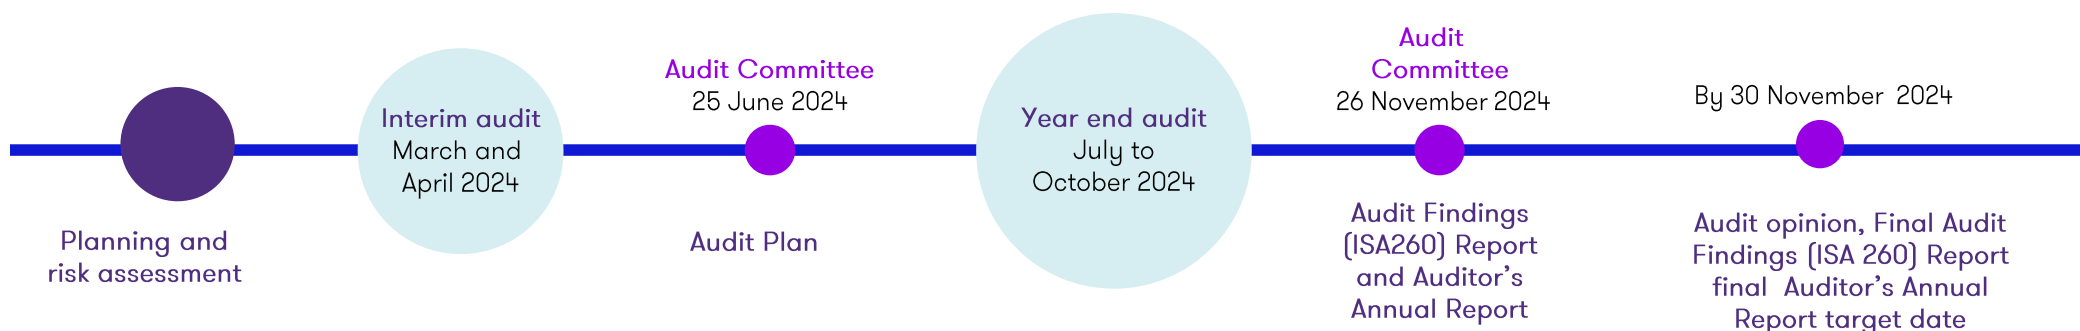 Planning and
risk assessment
Interim audit
March and
April 2024
Audit Committee
25 June 2024
Audit Plan
Year end audit
July to
October 2024
Audit
Committee
26 November 2024
Audit Findings
(ISA260) Report
and Auditor’s
Annual Report
By 30 November  2024
Audit opinion, Final Audit
Findings (ISA 260) Report
final  Auditor’s Annual
Report target date